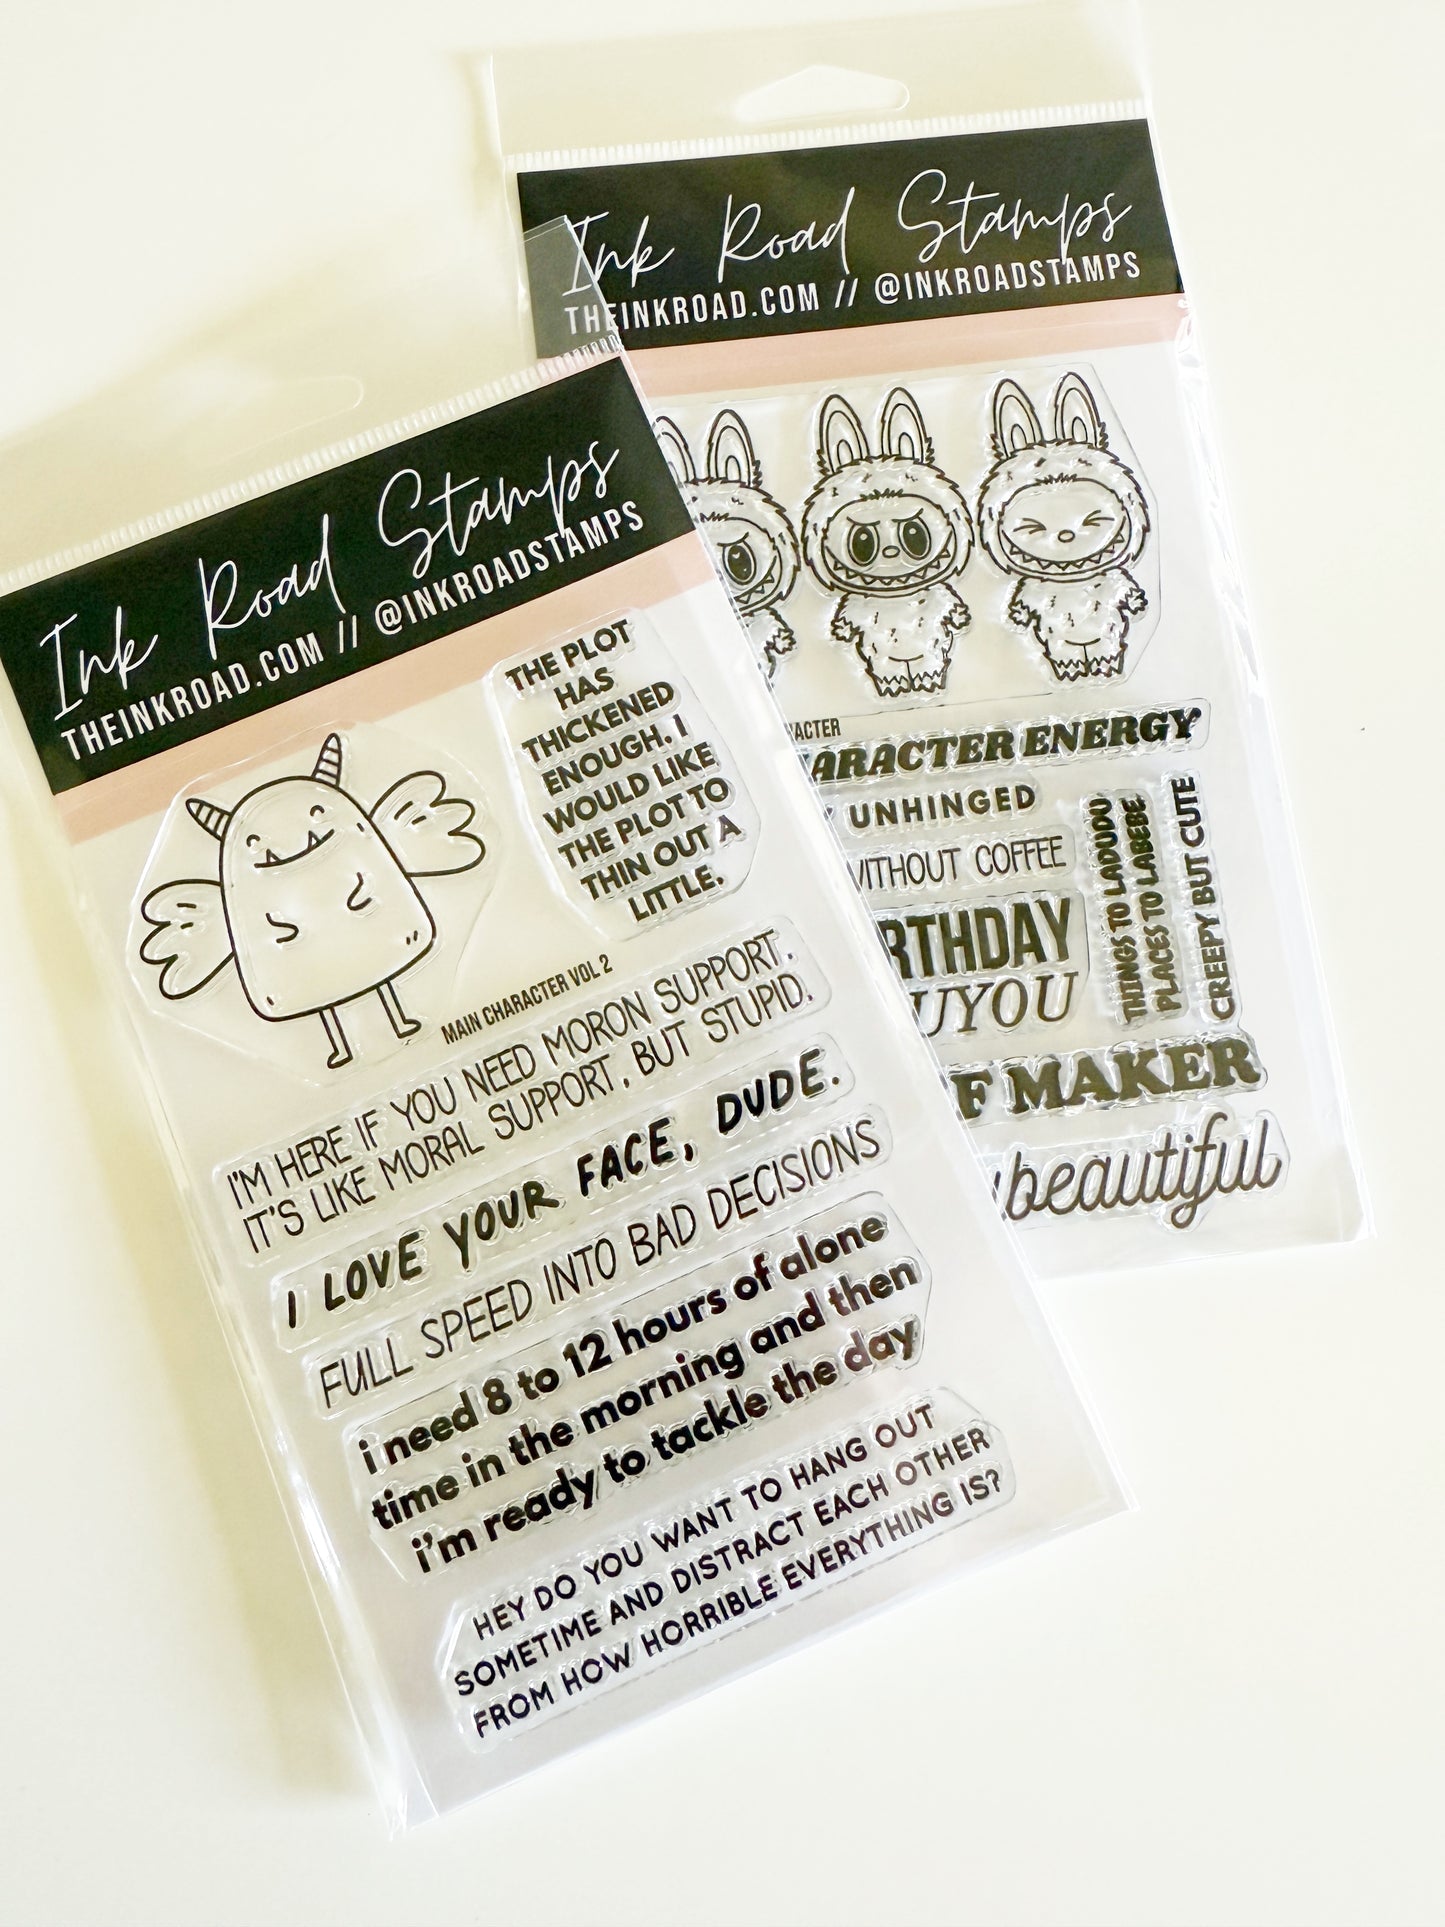 Ink Road Stamps
THEINKROAD.COM // @INKROADSTAMPS
CHARACTER ENERGY
UNHINGED
WITHOUT COFFEE
THINGS TO LADUDU
PLACES TO LABEBE
CREEPY BUT CUTE
BIRTHDAY
YOU
OF MAKER
beautiful
Ink Road Stamps
THEINKROAD.COM // @INKROADSTAMPS
THE PLOT
HAS
THICKENED
ENOUGH. I
WOULD LIKE
THE PLOT TO
THIN OUT A
LITTLE.
MAIN CHARACTER VOL 2
I'M HERE IF YOU NEED MORON SUPPORT.
IT'S LIKE MORAL SUPPORT, BUT STUPID.
I LOVE YOUR FACE, DUDE.
FULL SPEED INTO BAD DECISIONS
i need 8 to 12 hours of alone
time in the morning and then
i'm ready to tackle the day
HEY DO YOU WANT TO HANG OUT
SOMETIME AND DISTRACT EACH OTHER
FROM HOW HORRIBLE EVERYTHING IS?